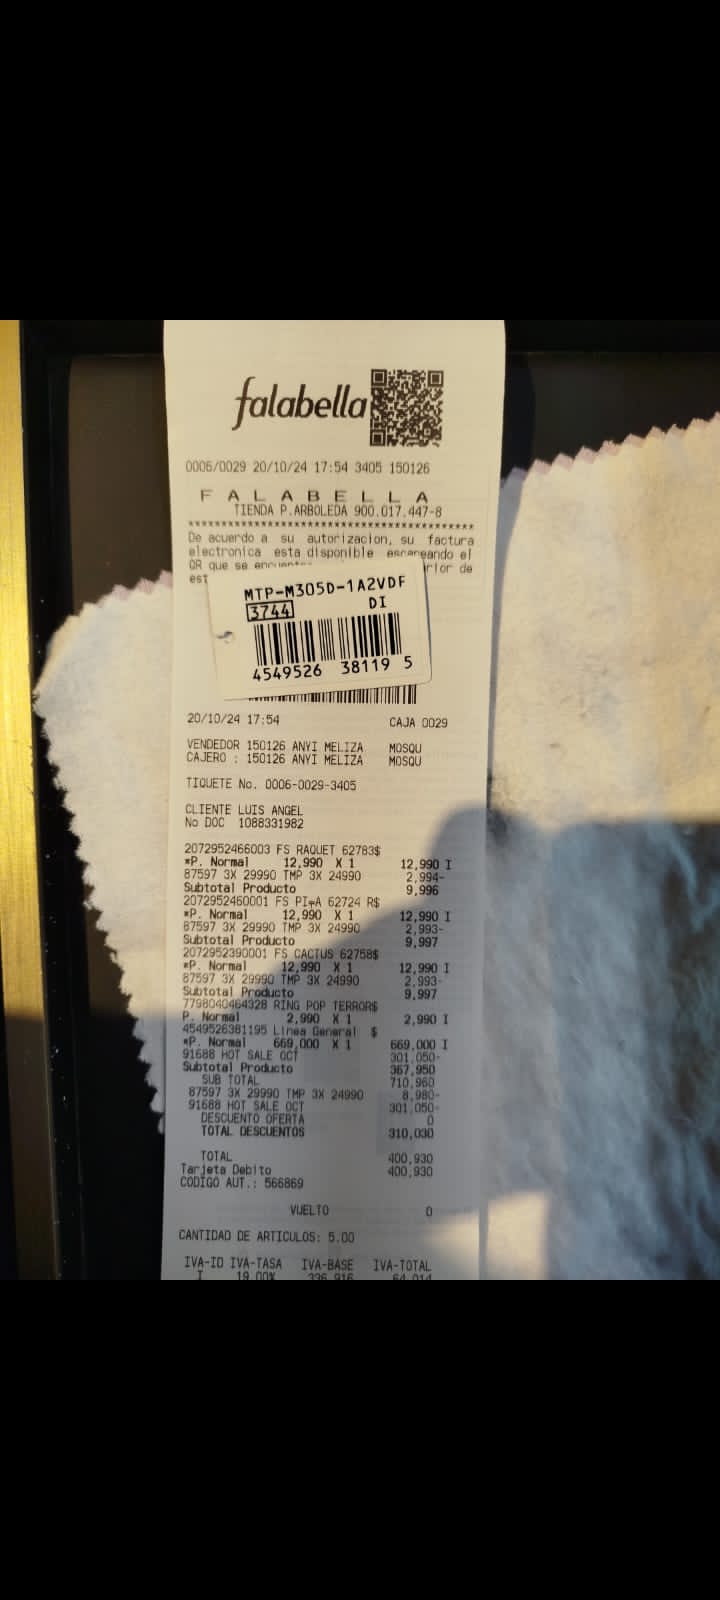 falabella
0006/0029 20/10/24 17:54 3405 150126
F A L A B E L L A
TIENDA P.ARBOLEDA 900.017.447-8
****************************************
De acuerdo a su autorizacion, su factura
electronica esta disponible escaneando el
QR que se encuentra rior de
est
MTP-M305D-1A2VDF
3744 DI
4549526 38119 5
20/10/24 17:54 CAJA 0029
VENDEDOR 150126 ANYI MELIZA MOSQU
CAJERO : 150126 ANYI MELIZA MOSQU
TIQUETE No. 0006-0029-3405
CLIENTE LUIS ANGEL
No DOC 1088331982
2072952466003 FS RAQUET 62783$
*P. Normal 12,990 X 1 12,990 I
87597 3X 29990 TMP 3X 24990 2,994-
Subtotal Producto 9,996
2072952460001 FS PI╤A 62724 R$
*P. Normal 12,990 X 1 12,990 I
87597 3X 29990 TMP 3X 24990 2,993-
Subtotal Producto 9,997
2072952390001 FS CACTUS 62758$
*P. Normal 12,990 X 1 12,990 I
87597 3X 29990 TMP 3X 24990 2,993-
Subtotal Producto 9,997
7798040464328 RING POP TERROR$
P. Normal 2,990 X 1 2,990 I
4549526381195 Linea General $
*P. Normal 669,000 X 1 669,000 I
91688 HOT SALE OCT 301,050-
Subtotal Producto 367,950
SUB TOTAL 710,960
87597 3X 29990 TMP 3X 24990 8,980-
91688 HOT SALE OCT 301,050-
DESCUENTO OFERTA 0
TOTAL DESCUENTOS 310,030
TOTAL 400,930
Tarjeta Debito 400,930
CODIGO AUT.: 566869
VUELTO 0
CANTIDAD DE ARTICULOS: 5.00
IVA-ID IVA-TASA IVA-BASE IVA-TOTAL
I 19.00% 336,916 64,014